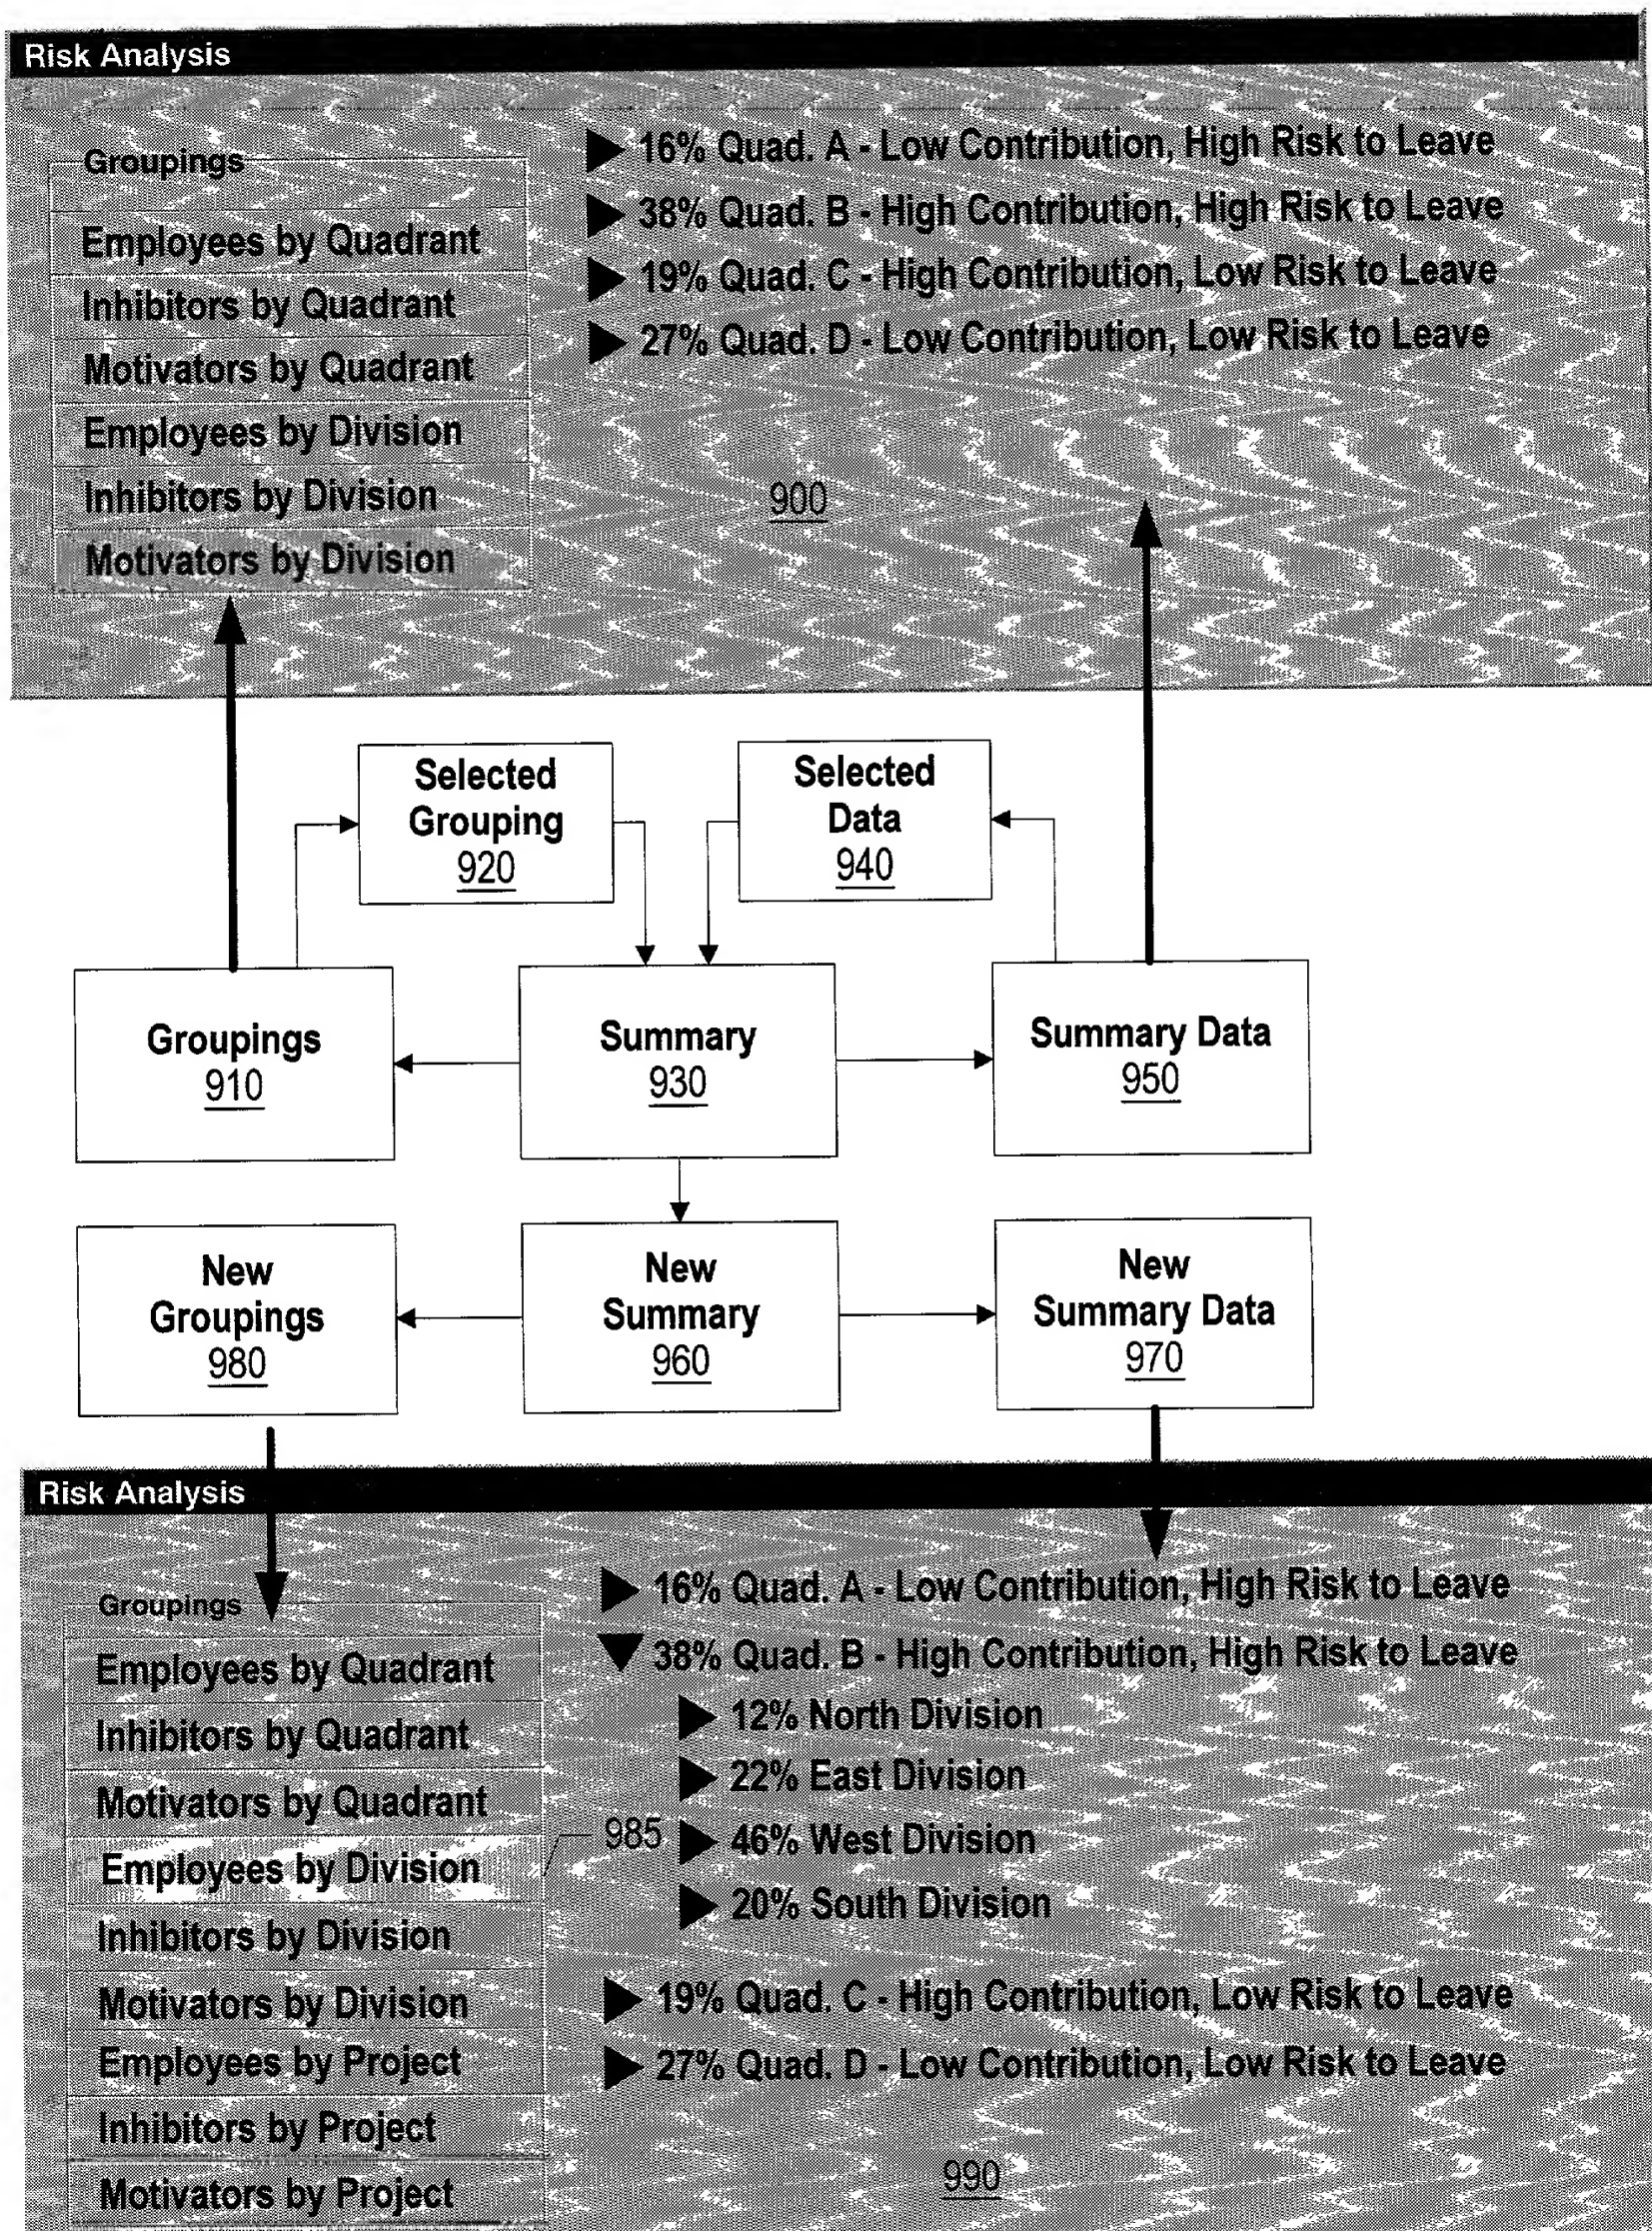 Risk Analysis
Groupings
Employees by Quadrant
Inhibitors by Quadrant
Motivators by Quadrant
Employees by Division
Inhibitors by Division
Motivators by Division
16% Quad. A - Low Contribution, High Risk to Leave
38% Quad. B - High Contribution, High Risk to Leave
19% Quad. C - High Contribution, Low Risk to Leave
27% Quad. D - Low Contribution, Low Risk to Leave
900
Selected
Grouping
920
Selected
Data
940
Groupings
910
Summary
930
Summary Data
950
New
Groupings
980
New
Summary
960
New
Summary Data
970
Risk Analysis
Groupings
Employees by Quadrant
Inhibitors by Quadrant
Motivators by Quadrant
Employees by Division
Inhibitors by Division
Motivators by Division
Employees by Project
Inhibitors by Project
Motivators by Project
985
16% Quad. A - Low Contribution, High Risk to Leave
38% Quad. B - High Contribution, High Risk to Leave
12% North Division
22% East Division
46% West Division
20% South Division
19% Quad. C - High Contribution, Low Risk to Leave
27% Quad. D - Low Contribution, Low Risk to Leave
990